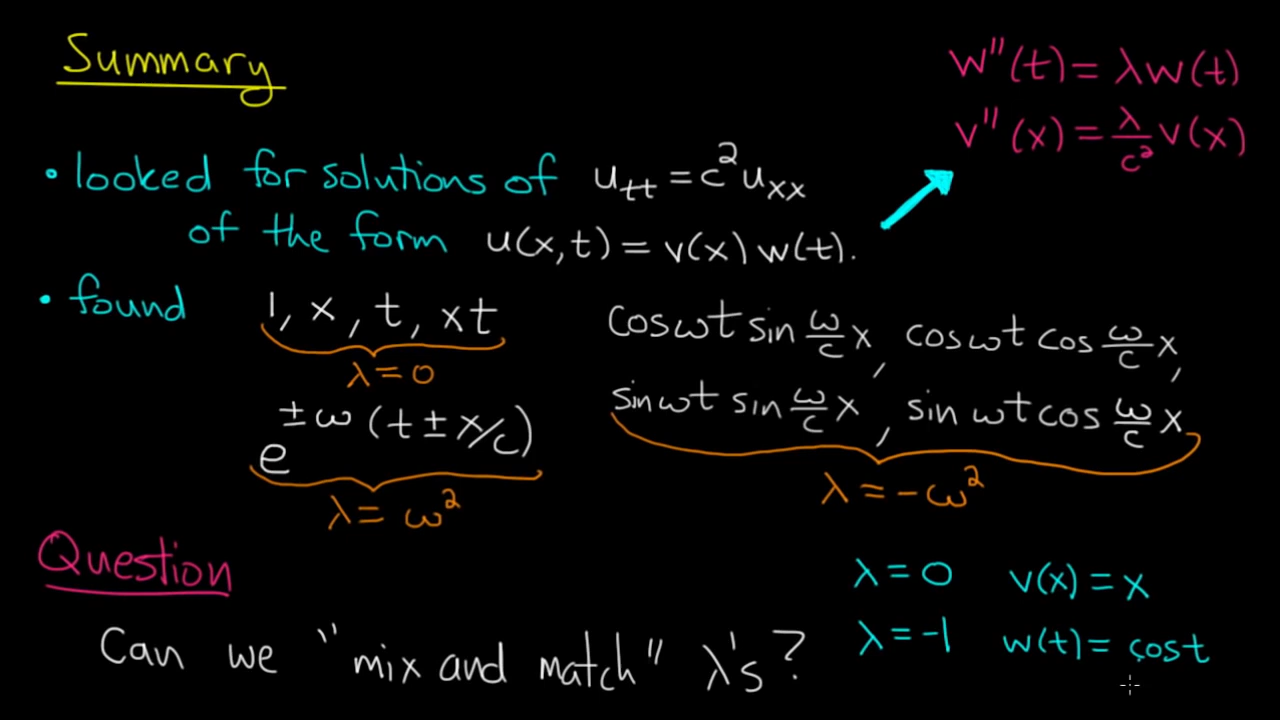 Summary
w''(t) = λw(t)
v''(x) = λ/c² v(x)
• looked for solutions of u_tt = c² u_xx
of the form u(x,t) = v(x) w(t).
• found 1, x, t, xt
λ = 0
e^{±ω(t ± x/c)}
λ = ω²
cos ωt sin ω/c x, cos ωt cos ω/c x,
sin ωt sin ω/c x, sin ωt cos ω/c x
λ = -ω²
Question
Can we "mix and match" λ's?
λ = 0 v(x) = x
λ = -1 w(t) = cos t